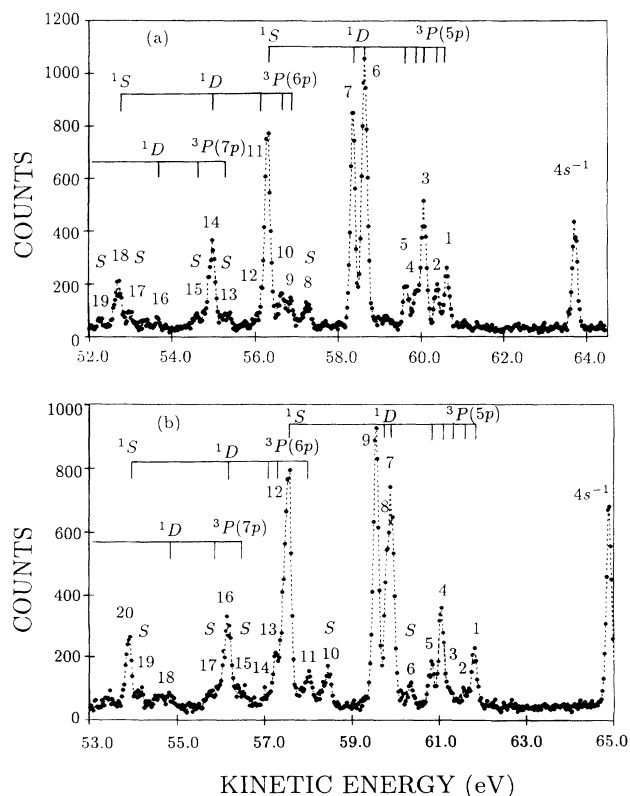 (a)
1200
1000
800
600
400
200
0
COUNTS
¹S ¹D ³P(5p)
¹S ¹D ³P(6p)
¹D ³P(7p)
6
7
11
4s⁻¹
3
14
10
5
4
2
1
S 18 S
S
S
12
9
S
8
19
17
16
15
13
52.0 54.0 56.0 58.0 60.0 62.0 64.0
(b)
1000
800
600
400
200
0
COUNTS
¹S ¹D ³P(5p)
¹S ¹D ³P(6p)
¹D ³P(7p)
9
7
12
8
4s⁻¹
16
4
20
S
S
S
13
S
S
5
3
1
19
18
17
15
14
11
10
6
2
53.0 55.0 57.0 59.0 61.0 63.0 65.0
KINETIC ENERGY (eV)